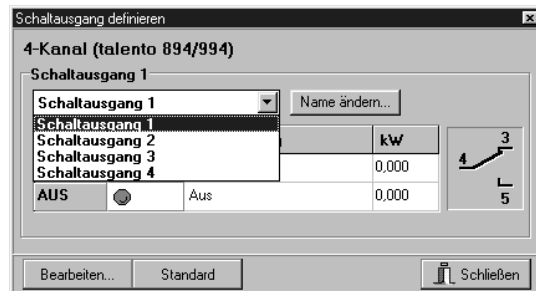 Schaltausgang definieren
4-Kanal (talento 894/994)
Schaltausgang 1
Schaltausgang 1
Name ändern...
Schaltausgang 1
Schaltausgang 2
Schaltausgang 3
Schaltausgang 4
kW
0,000
AUS Aus 0,000
3
4
5
Bearbeiten... Standard Schließen